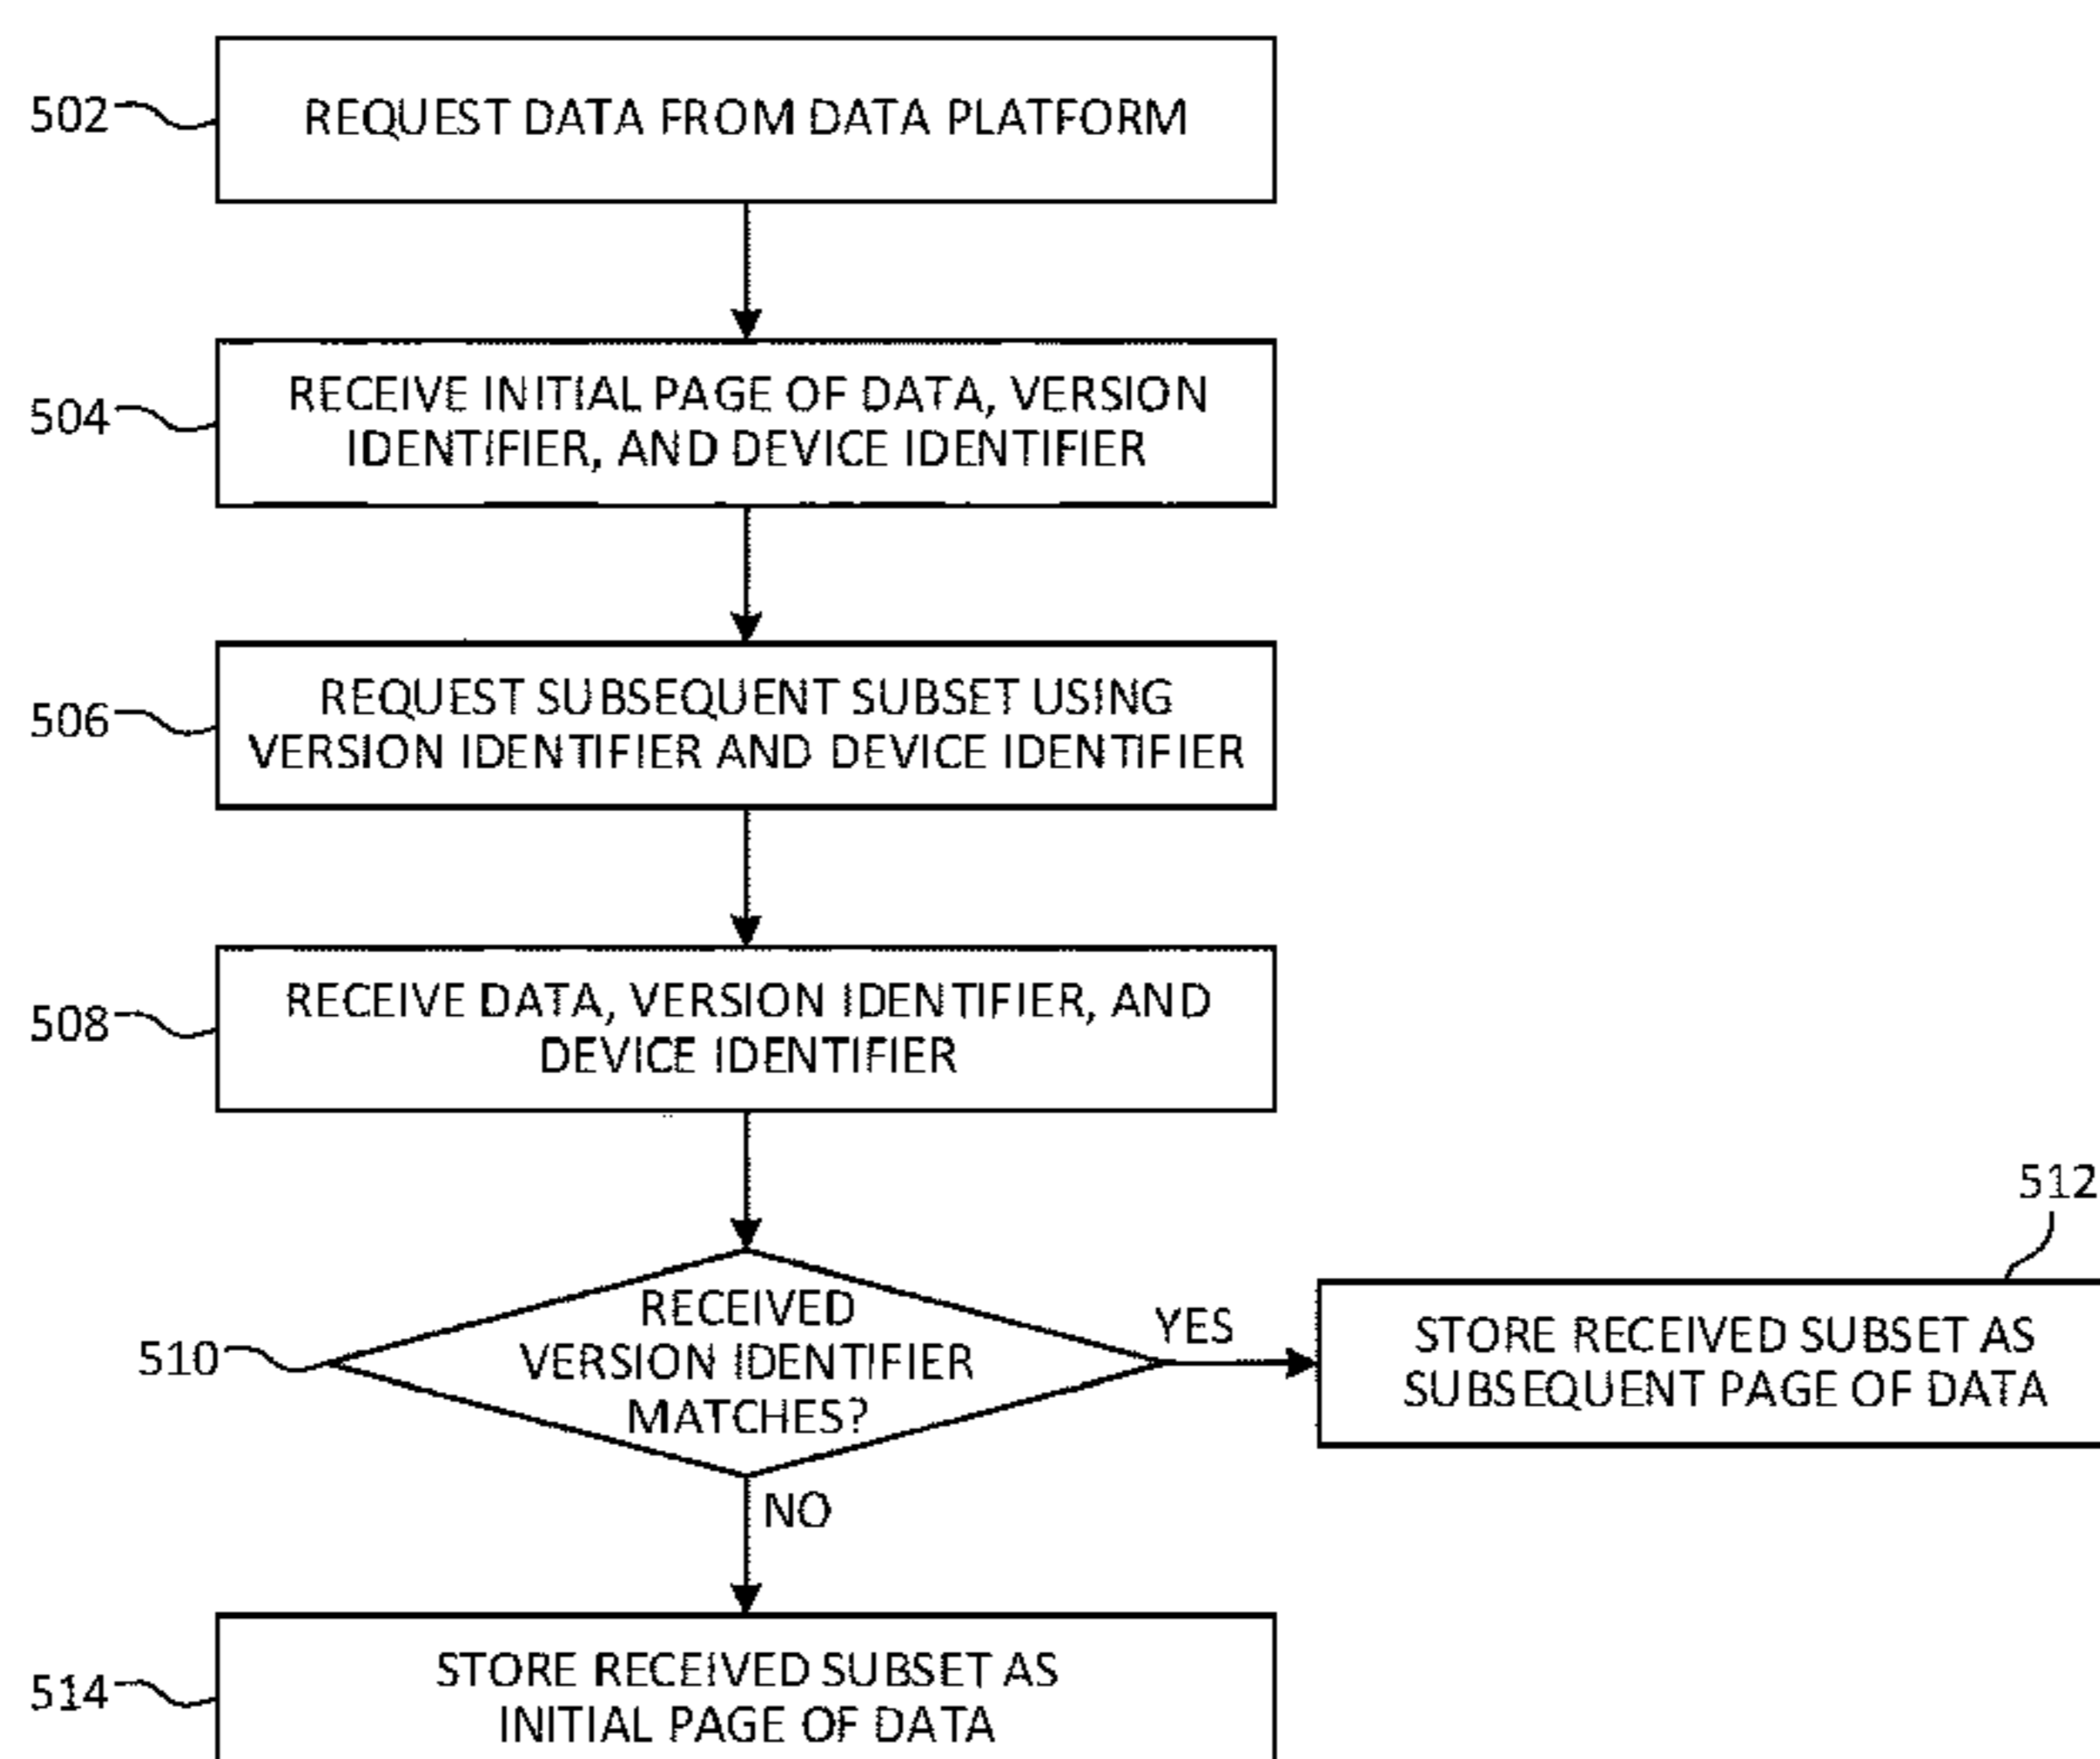 502
REQUEST DATA FROM DATA PLATFORM
504
RECEIVE INITIAL PAGE OF DATA, VERSION
IDENTIFIER, AND DEVICE IDENTIFIER
506
REQUEST SUBSEQUENT SUBSET USING
VERSION IDENTIFIER AND DEVICE IDENTIFIER
508
RECEIVE DATA, VERSION IDENTIFIER, AND
DEVICE IDENTIFIER
510
RECEIVED
VERSION IDENTIFIER
MATCHES?
YES
512
STORE RECEIVED SUBSET AS
SUBSEQUENT PAGE OF DATA
NO
514
STORE RECEIVED SUBSET AS
INITIAL PAGE OF DATA